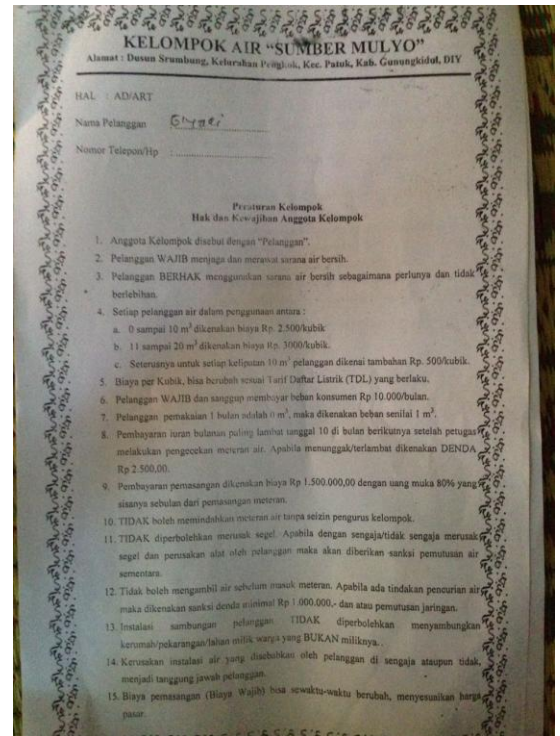 KELOMPOK AIR “SUMBER MULYO”
Alamat : Dusun Srumbung, Kelurahan Pengkok, Kec. Patuk, Kab. Gunungkidul, DIY
HAL : AD/ART
Nama Pelanggan
Nomor Telepon/Hp :
Peraturan Kelompok
Hak dan Kewajihan Anggota Kelompok
1. Anggota Kelompok disebut dengan “Pelanggan”.
2. Pelanggan WAJIB menjaga dan merawat sarana air bersih.
3. Pelanggan BERHAK menggunakan sarana air bersih sebagaimana perlunya dan tidak
berlebihan.
4. Setiap pelanggan air dalam penggunaan antara :
a. 0 sampai 10 m³ dikenakan biaya Rp. 2.500/kubik
b. 11 sampai 20 m³ dikenakan biaya Rp. 3000/kubik.
c. Seterusnya untuk setiap kelipatan 10 m³ pelanggan dikenai tambahan Rp. 500/kubik.
5. Biaya per Kubik, bisa berubah sesuai Tarif Daftar Listrik (TDL) yang berlaku.
6. Pelanggan WAJIB dan sanggup membayar beban konsumen Rp 10.000/bulan.
7. Pelanggan pemakaian 1 bulan adalah 0 m³, maka dikenakan beban senilai 1 m³.
8. Pembayaran iuran bulanan paling lambat tanggal 10 di bulan berikutnya setelah petugas
melakukan pengecekan meteran air. Apabila menunggak/terlambat dikenakan DENDA
Rp 2.500,00.
9. Pembayaran pemasangan dikenakan biaya Rp 1.500.000,00 dengan uang muka 80% yang
sisanya sebulan dari pemasangan meteran.
10. TIDAK boleh memindahkan meteran air tanpa seizin pengurus kelompok.
11. TIDAK diperbolehkan merusak segel. Apabila dengan sengaja/tidak sengaja merusak
segel dan perusakan alat oleh pelanggan maka akan diberikan sanksi pemutusan air
sementara.
12. Tidak boleh mengambil air sebelum masuk meteran. Apabila ada tindakan pencurian air
maka dikenakan sanksi denda minimal Rp 1.000.000,- dan atau pemutusan jaringan.
13. Instalasi sambungan pelanggan TIDAK diperbolehkan menyambungkan
kerumah/pekarangan/lahan milik warga yang BUKAN miliknya.
14. Kerusakan instalasi air yang disebabkan oleh pelanggan di sengaja ataupun tidak,
menjadi tanggung jawab pelanggan.
15. Biaya pemasangan (Biaya Wajib) bisa sewaktu-waktu berubah, menyesuaikan harga
pasar.